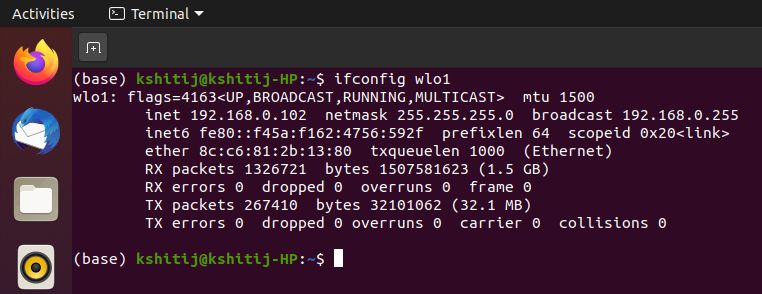 Activities
Terminal
(base) kshitij@kshitij-HP:~$ ifconfig wlo1
wlo1: flags=4163<UP,BROADCAST,RUNNING,MULTICAST>  mtu 1500
        inet 192.168.0.102  netmask 255.255.255.0  broadcast 192.168.0.255
        inet6 fe80::f45a:f162:4756:592f  prefixlen 64  scopeid 0x20<link>
        ether 8c:c6:81:2b:13:80  txqueuelen 1000  (Ethernet)
        RX packets 1326721  bytes 1507581623 (1.5 GB)
        RX errors 0  dropped 0  overruns 0  frame 0
        TX packets 267410  bytes 32101062 (32.1 MB)
        TX errors 0  dropped 0 overruns 0  carrier 0  collisions 0
(base) kshitij@kshitij-HP:~$